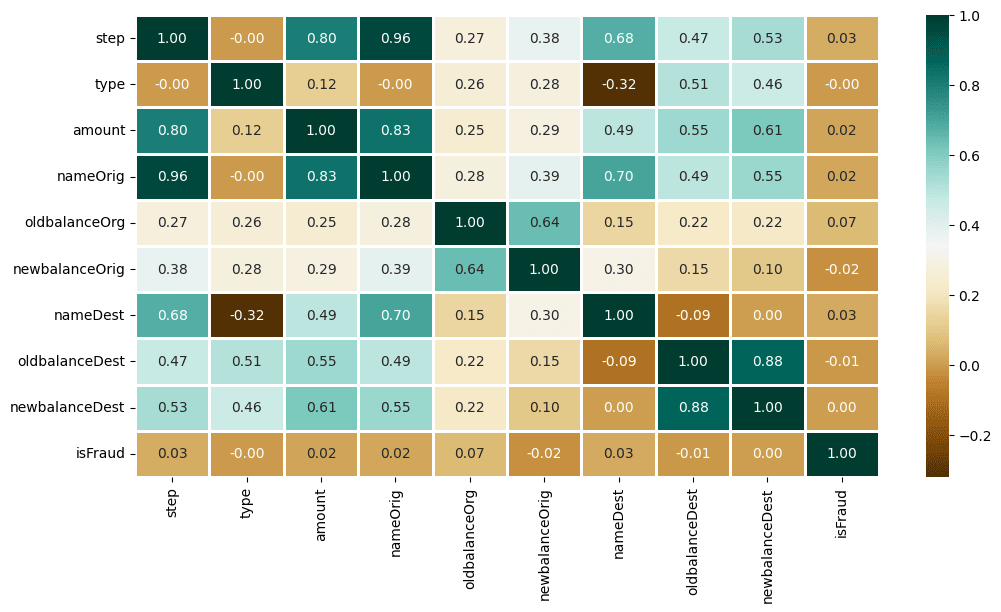 step 1.00 -0.00 0.80 0.96 0.27 0.38 0.68 0.47 0.53 0.03
type -0.00 1.00 0.12 -0.00 0.26 0.28 -0.32 0.51 0.46 -0.00
amount 0.80 0.12 1.00 0.83 0.25 0.29 0.49 0.55 0.61 0.02
nameOrig 0.96 -0.00 0.83 1.00 0.28 0.39 0.70 0.49 0.55 0.02
oldbalanceOrg 0.27 0.26 0.25 0.28 1.00 0.64 0.15 0.22 0.22 0.07
newbalanceOrig 0.38 0.28 0.29 0.39 0.64 1.00 0.30 0.15 0.10 -0.02
nameDest 0.68 -0.32 0.49 0.70 0.15 0.30 1.00 -0.09 0.00 0.03
oldbalanceDest 0.47 0.51 0.55 0.49 0.22 0.15 -0.09 1.00 0.88 -0.01
newbalanceDest 0.53 0.46 0.61 0.55 0.22 0.10 0.00 0.88 1.00 0.00
isFraud 0.03 -0.00 0.02 0.02 0.07 -0.02 0.03 -0.01 0.00 1.00
step type amount nameOrig oldbalanceOrg newbalanceOrig nameDest oldbalanceDest newbalanceDest isFraud
1.0
0.8
0.6
0.4
0.2
0.0
−0.2